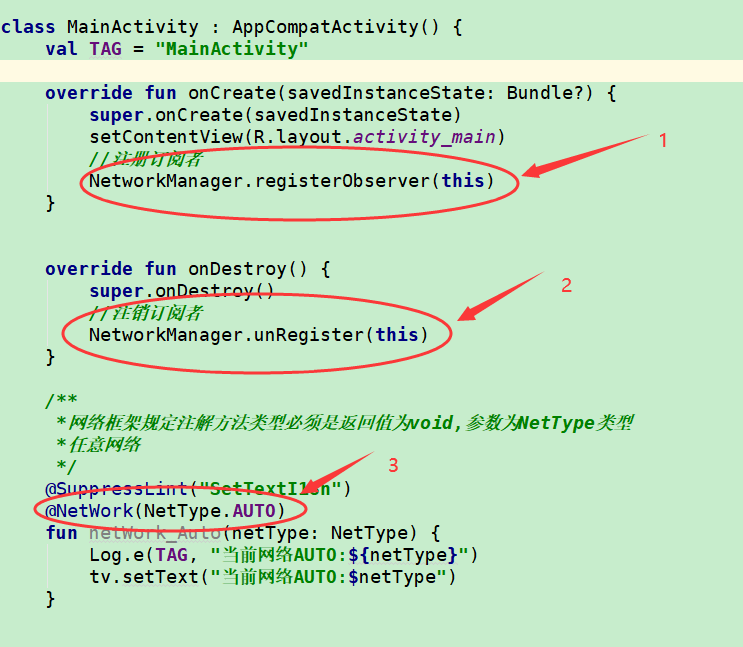 class MainActivity : AppCompatActivity() {
val TAG = "MainActivity"
override fun onCreate(savedInstanceState: Bundle?) {
super.onCreate(savedInstanceState)
setContentView(R.layout.activity_main)
//注册订阅者
NetworkManager.registerObserver(this)
}
1
override fun onDestroy() {
super.onDestroy()
//注销订阅者
NetworkManager.unRegister(this)
}
2
/**
*网络框架规定注解方法类型必须是返回值为void,参数为NetType类型
*任意网络
*/
3
@SuppressLint("SetTextI18n")
@NetWork(NetType.AUTO)
fun netWork_Auto(netType: NetType) {
Log.e(TAG, "当前网络AUTO:${netType}")
tv.setText("当前网络AUTO:$netType")
}